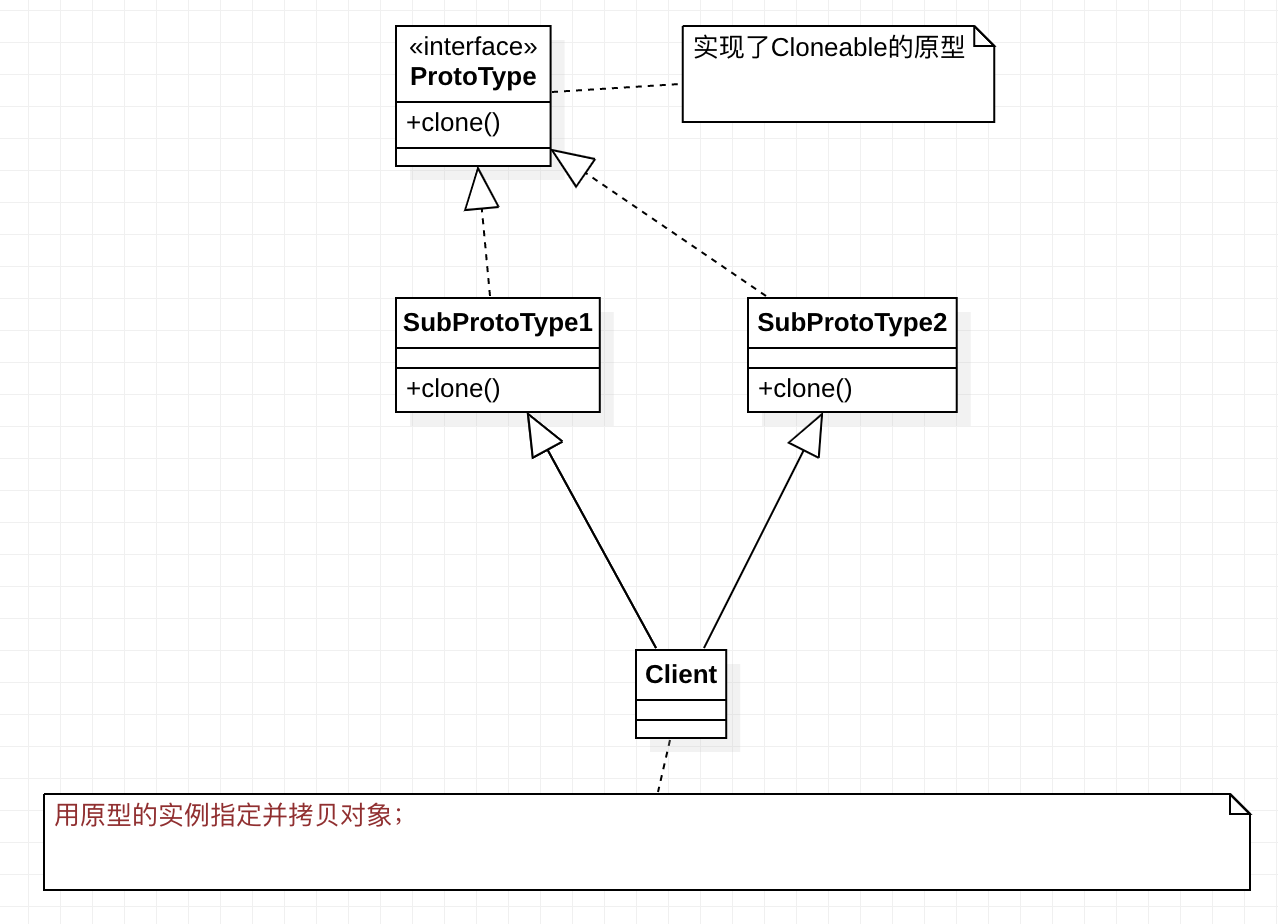 «interface»
ProtoType
+clone()
实现了Cloneable的原型
SubProtoType1
+clone()
SubProtoType2
+clone()
Client
用原型的实例指定并拷贝对象；